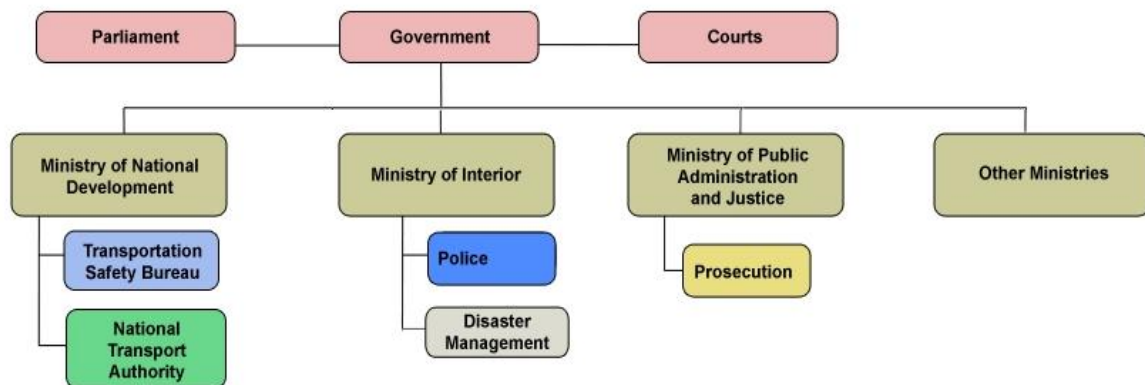 Parliament
Government
Courts
Ministry of National
Development
Ministry of Interior
Ministry of Public
Administration
and Justice
Other Ministries
Transportation
Safety Bureau
Police
Prosecution
National
Transport
Authority
Disaster
Management